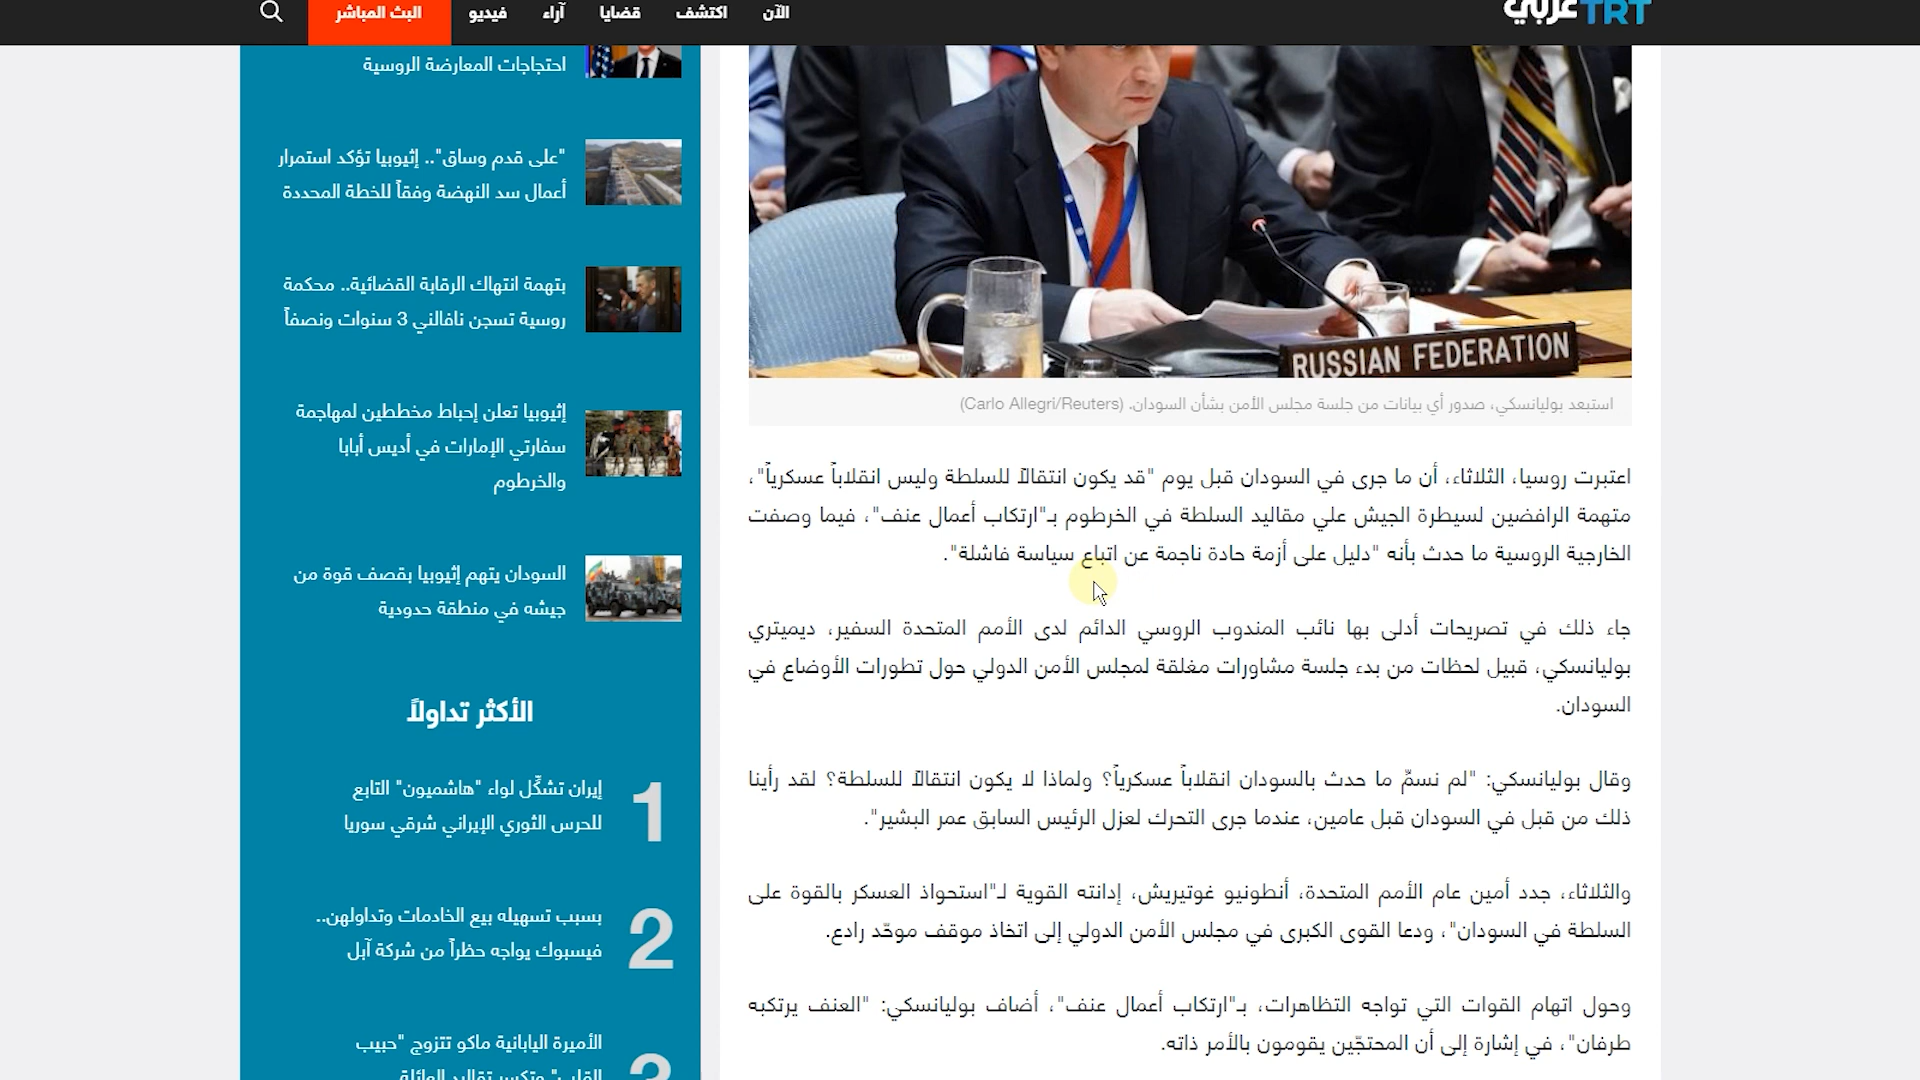 TRT عربي
الآن
اكتشف
قضايا
آراء
فيديو
البث المباشر
RUSSIAN FEDERATION
استبعد بوليانسكي، صدور أي بيانات من جلسة مجلس الأمن بشأن السودان. (Carlo Allegri/Reuters)
اعتبرت روسيا، الثلاثاء، أن ما جرى في السودان قبل يوم "قد يكون انتقالاً للسلطة وليس انقلاباً عسكرياً"،
متهمة الرافضين لسيطرة الجيش علي مقاليد السلطة في الخرطوم بـ"ارتكاب أعمال عنف"، فيما وصفت
الخارجية الروسية ما حدث بأنه "دليل على أزمة حادة ناجمة عن اتباع سياسة فاشلة".
جاء ذلك في تصريحات أدلى بها نائب المندوب الروسي الدائم لدى الأمم المتحدة السفير، ديميتري
بوليانسكي، قبيل لحظات من بدء جلسة مشاورات مغلقة لمجلس الأمن الدولي حول تطورات الأوضاع في
السودان.
وقال بوليانسكي: "لم نسمِّ ما حدث بالسودان انقلاباً عسكرياً؟ ولماذا لا يكون انتقالاً للسلطة؟ لقد رأينا
ذلك من قبل في السودان قبل عامين، عندما جرى التحرك لعزل الرئيس السابق عمر البشير".
والثلاثاء، جدد أمين عام الأمم المتحدة، أنطونيو غوتيريش، إدانته القوية لـ"استحواذ العسكر بالقوة على
السلطة في السودان"، ودعا القوى الكبرى في مجلس الأمن الدولي إلى اتخاذ موقف موحّد رادع.
وحول اتهام القوات التي تواجه التظاهرات، بـ"ارتكاب أعمال عنف"، أضاف بوليانسكي: "العنف يرتكبه
طرفان"، في إشارة إلى أن المحتجّين يقومون بالأمر ذاته.
احتجاجات المعارضة الروسية
"على قدم وساق".. إثيوبيا تؤكد استمرار
أعمال سد النهضة وفقاً للخطة المحددة
بتهمة انتهاك الرقابة القضائية.. محكمة
روسية تسجن نافالني 3 سنوات ونصفاً
إثيوبيا تعلن إحباط مخططين لمهاجمة
سفارتي الإمارات في أديس أبابا
والخرطوم
السودان يتهم إثيوبيا بقصف قوة من
جيشه في منطقة حدودية
الأكثر تداولاً
1
إيران تشكِّل لواء "هاشميون" التابع
للحرس الثوري الإيراني شرقي سوريا
2
بسبب تسهيله بيع الخادمات وتداولهن..
فيسبوك يواجه حظراً من شركة آبل
3
الأميرة اليابانية ماكو تتزوج "حبيب
القلب" وتكسر تقاليد العائلة